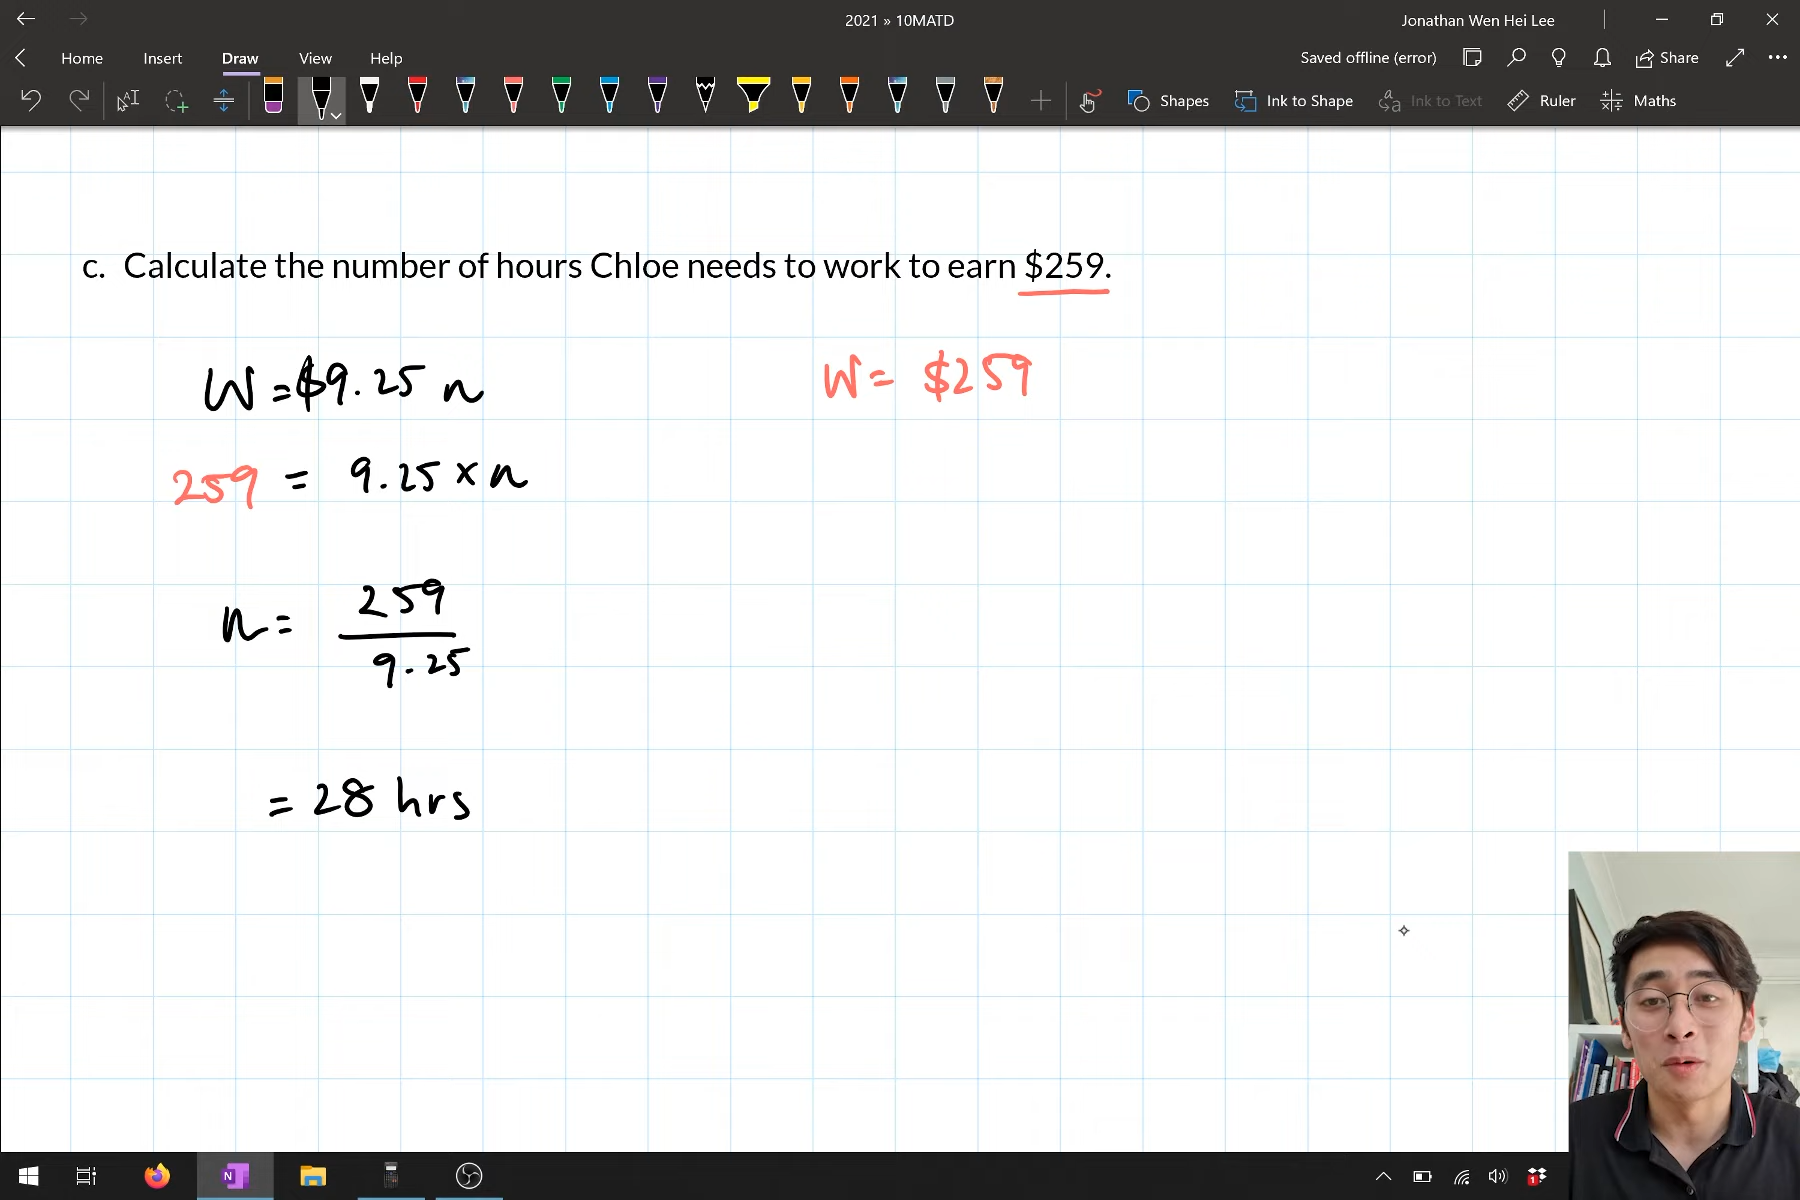 2021 » 10MATD
Jonathan Wen Hei Lee
Home Insert Draw View Help
Saved offline (error)
Share
Shapes
Ink to Shape
Ink to Text
Ruler
Maths
c. Calculate the number of hours Chloe needs to work to earn $259.
W = $9.25 n
W = $259
259 = 9.25 × n
n = 259
9.25
= 28 hrs